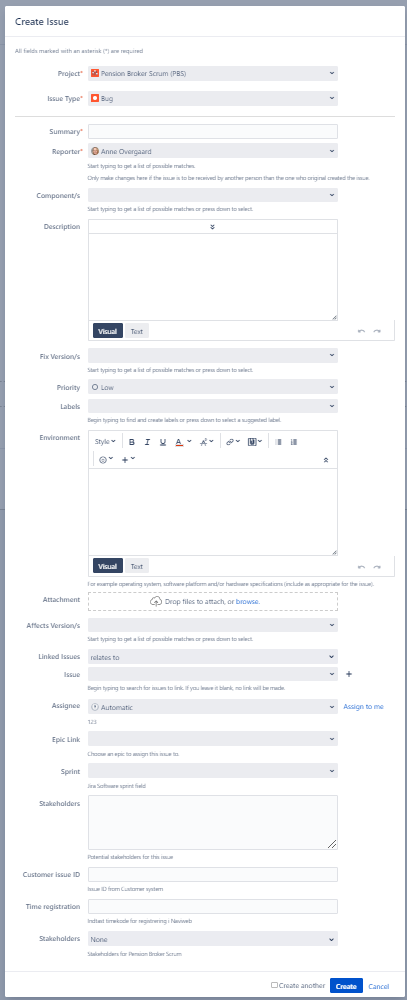 Create Issue
All fields marked with an asterisk (*) are required
Project* Pension Broker Scrum (PBS)
Issue Type* Bug
Summary*
Reporter* Anne Overgaard
Start typing to get a list of possible matches.
Only make changes here if the issue is to be received by another person than the one who original created the issue.
Component/s
Start typing to get a list of possible matches or press down to select.
Description
Visual Text
Fix Version/s
Start typing to get a list of possible matches or press down to select.
Priority Low
Labels
Begin typing to find and create labels or press down to select a suggested label.
Environment
Style B I U A
Visual Text
For example operating system, software platform and/or hardware specifications (include as appropriate for the issue).
Attachment Drop files to attach, or browse.
Affects Version/s
Start typing to get a list of possible matches or press down to select.
Linked Issues relates to
Issue
Begin typing to search for issues to link. If you leave it blank, no link will be made.
Assignee Automatic Assign to me
123
Epic Link
Choose an epic to assign this issue to.
Sprint
Jira Software sprint field
Stakeholders
Potential stakeholders for this issue
Customer issue ID
Issue ID from Customer system
Time registration
Indtast timekode for registrering i Naviweb
Stakeholders None
Stakeholders for Pension Broker Scrum
Create another Create Cancel